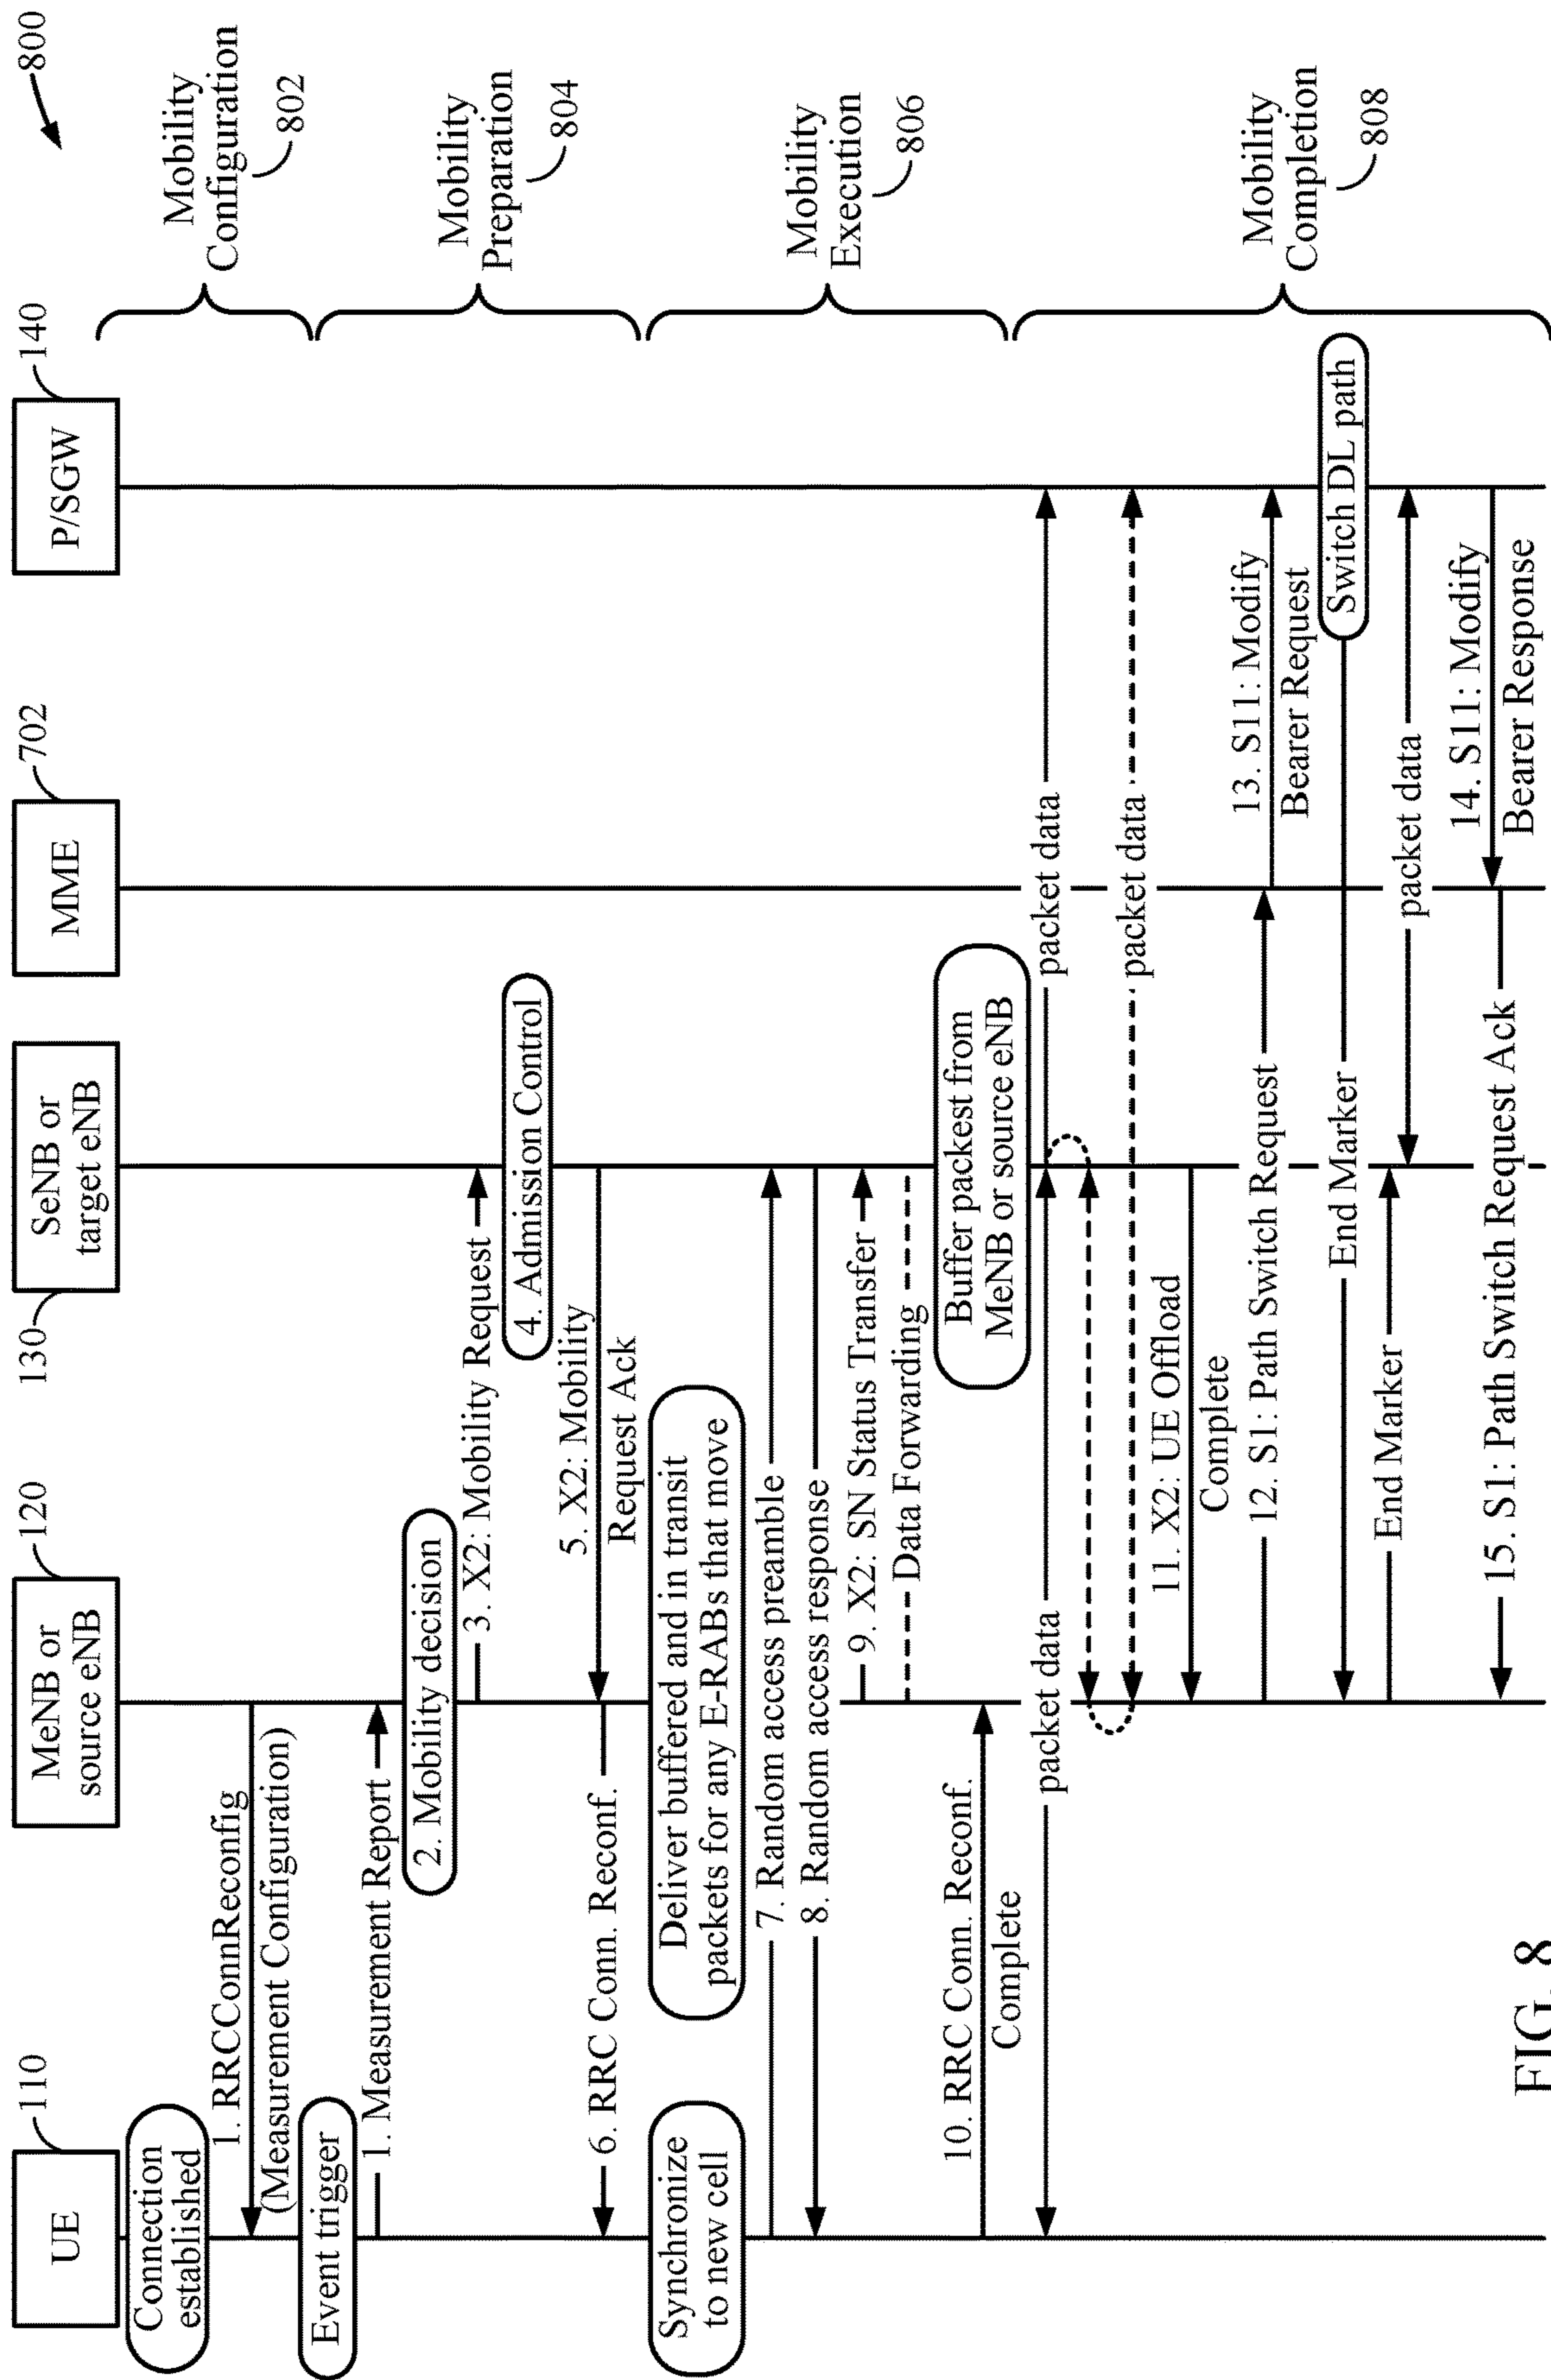 800
UE
110
MeNB or
source eNB
120
SeNB or
target eNB
130
MME
702
P/SGW
140
Connection
established
1. RRCConnReconfig
(Measurement Configuration)
Mobility
Configuration
802
Event trigger
1. Measurement Report
2. Mobility decision
3. X2: Mobility Request
4. Admission Control
5. X2: Mobility
Request Ack
6. RRC Conn. Reconf.
Mobility
Preparation
804
Synchronize
to new cell
Deliver buffered and in transit
packets for any E-RABs that move
7. Random access preamble
8. Random access response
9. X2: SN Status Transfer
Data Forwarding
Buffer packest from
MeNB or source eNB
10. RRC Conn. Reconf.
Complete
Mobility
Execution
806
packet data
packet data
packet data
11. X2: UE Offload
Complete
12. S1: Path Switch Request
13. S11: Modify
Bearer Request
Switch DL path
End Marker
End Marker
packet data
14. S11: Modify
Bearer Response
15. S1: Path Switch Request Ack
Mobility
Completion
808
FIG. 8